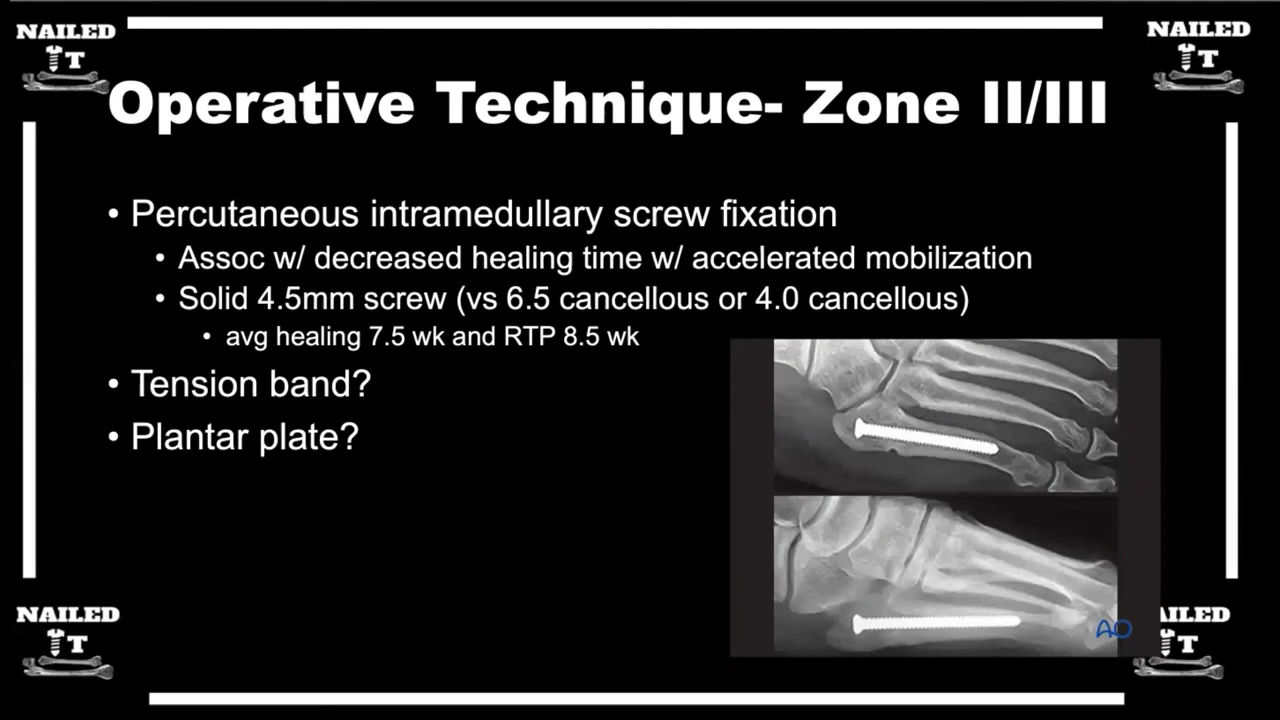 NAILED
IT
NAILED
IT
Operative Technique- Zone II/III
• Percutaneous intramedullary screw fixation
• Assoc w/ decreased healing time w/ accelerated mobilization
• Solid 4.5mm screw (vs 6.5 cancellous or 4.0 cancellous)
• avg healing 7.5 wk and RTP 8.5 wk
• Tension band?
• Plantar plate?
AO
NAILED
IT
AILED
IT